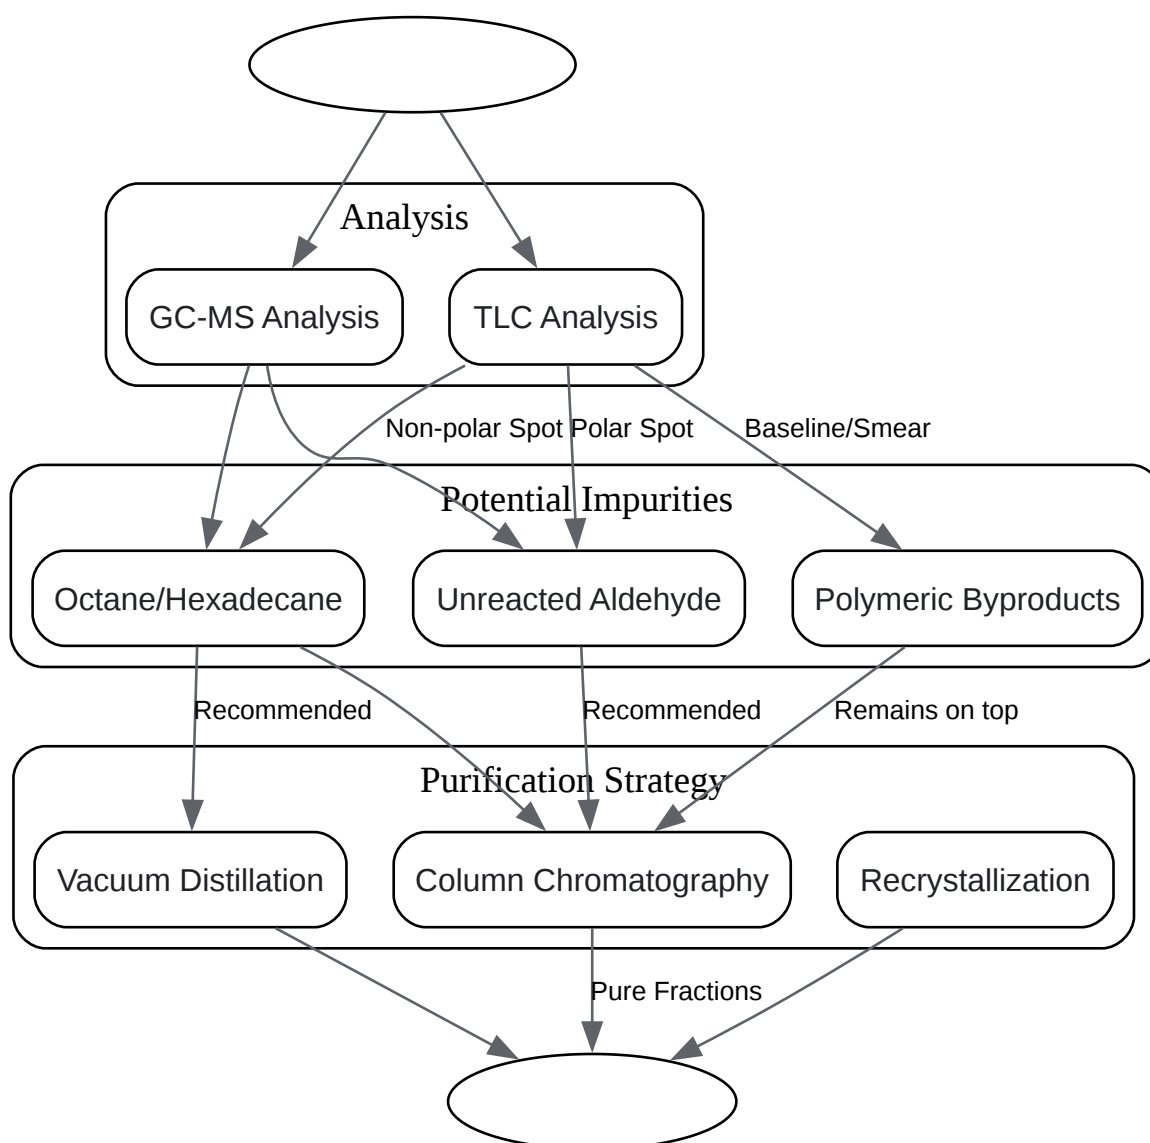 Analysis
GC-MS Analysis
TLC Analysis
Non-polar Spot
Polar Spot
Baseline/Smear
Potential Impurities
Octane/Hexadecane
Unreacted Aldehyde
Polymeric Byproducts
Recommended
Recommended
Remains on top
Purification Strategy
Vacuum Distillation
Column Chromatography
Recrystallization
Pure Fractions